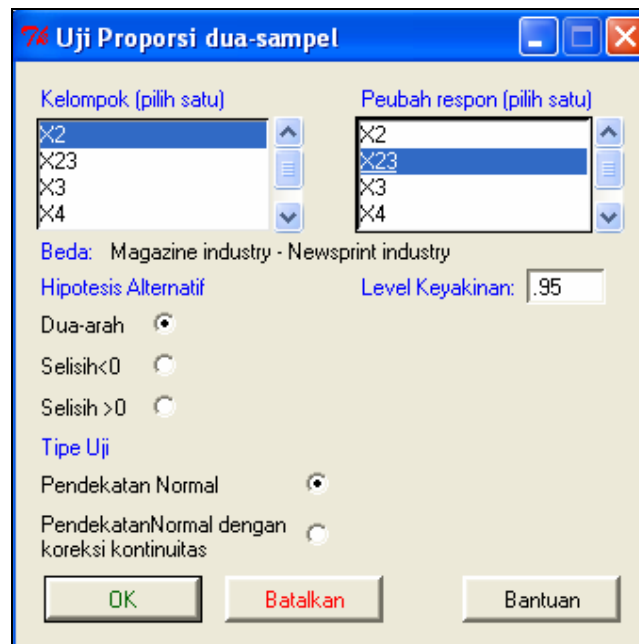 Uji Proporsi dua-sampel
Kelompok (pilih satu) Peubah respon (pilih satu)
X2 X2
X23 X23
X3 X3
X4 X4
Beda: Magazine industry - Newsprint industry
Hipotesis Alternatif Level Keyakinan: .95
Dua-arah
Selisih<0
Selisih >0
Tipe Uji
Pendekatan Normal
PendekatanNormal dengan
koreksi kontinuitas
OK Batalkan Bantuan